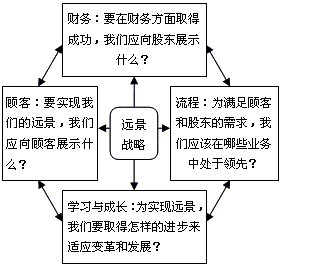 财务：要在财务方面取得
成功，我们应向股东展示
什么？
顾客：要实现我
们的远景，我们
应向顾客展示什
么？
远景
战略
流程：为满足顾客
和股东的需求，我
们应该在哪些业务
中处于领先？
学习与成长：为实现远景，
我们要取得怎样的进步来
适应变革和发展？